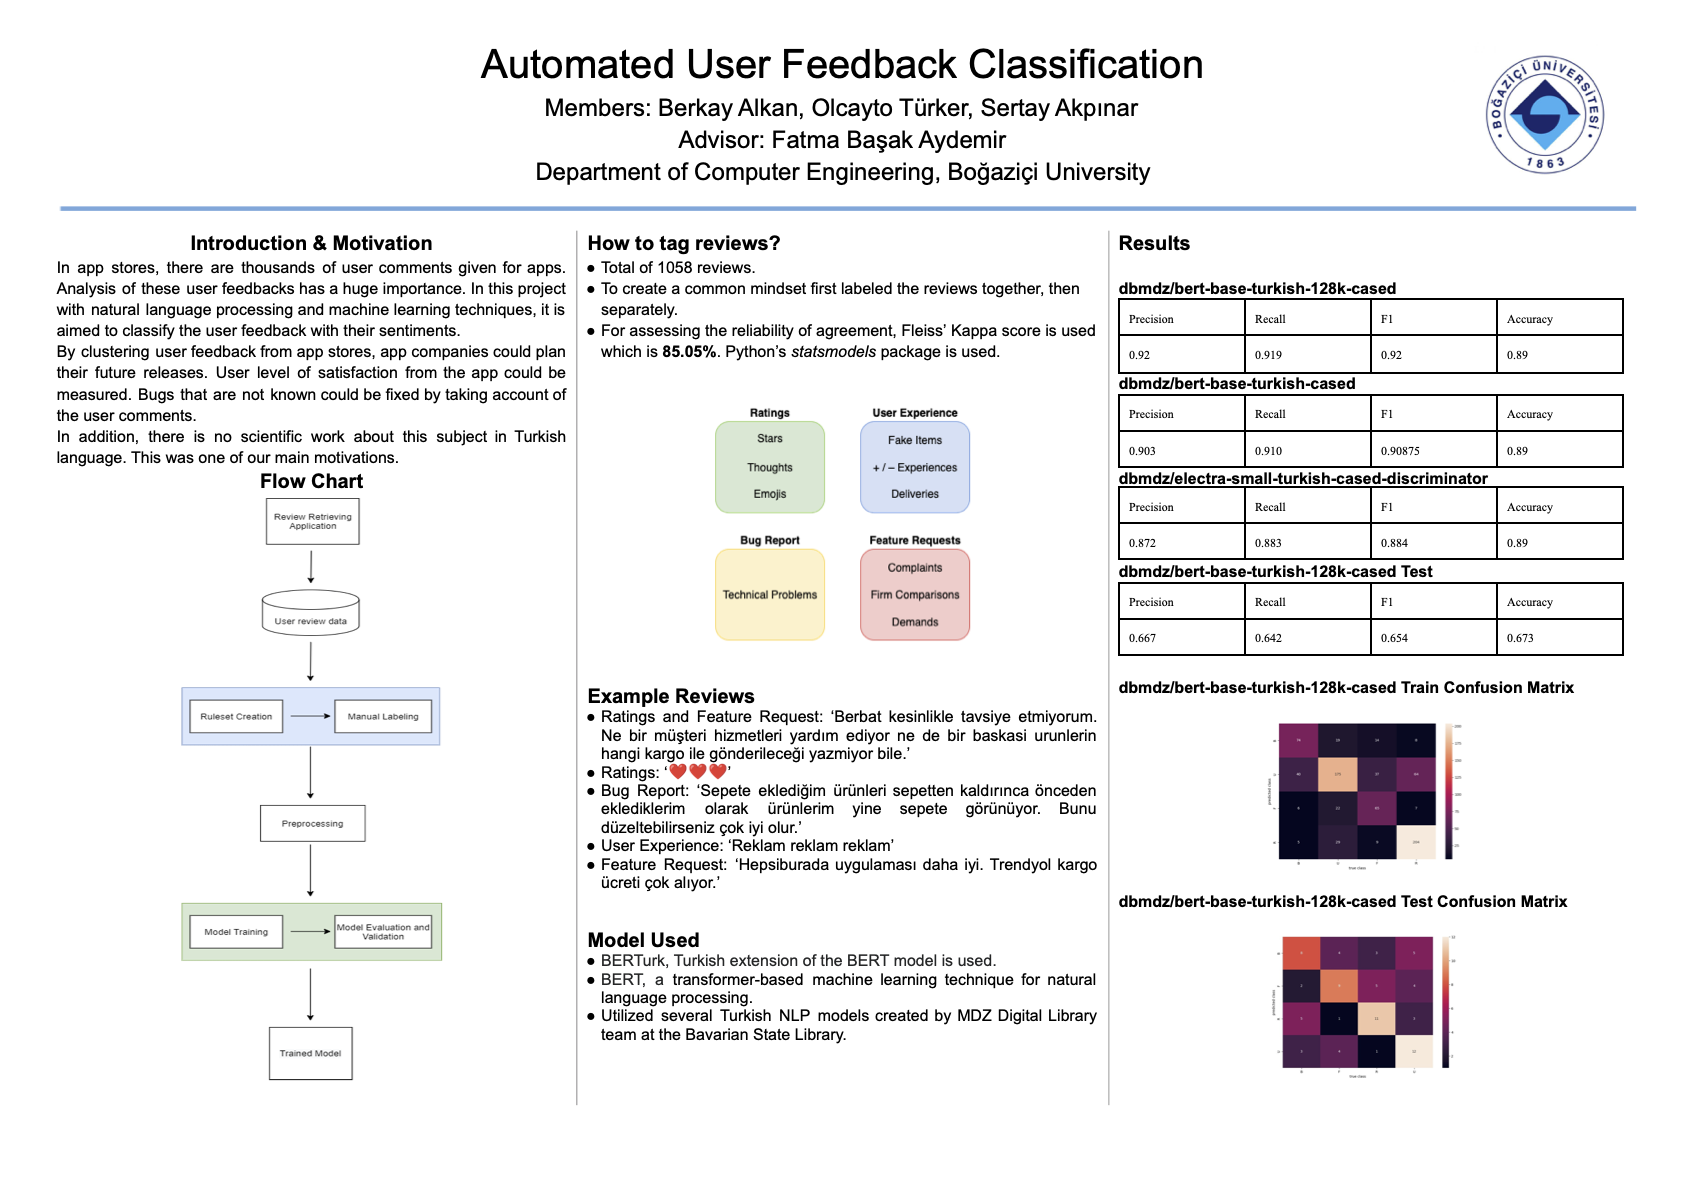 Automated User Feedback Classification
Members: Berkay Alkan, Olcayto Türker, Sertay Akpınar
Advisor: Fatma Başak Aydemir
Department of Computer Engineering, Boğaziçi University
BOĞAZİÇİ ÜNİVERSİTESİ
1863
Introduction & Motivation
In app stores, there are thousands of user comments given for apps.
Analysis of these user feedbacks has a huge importance. In this project
with natural language processing and machine learning techniques, it is
aimed to classify the user feedback with their sentiments.
By clustering user feedback from app stores, app companies could plan
their future releases. User level of satisfaction from the app could be
measured. Bugs that are not known could be fixed by taking account of
the user comments.
In addition, there is no scientific work about this subject in Turkish
language. This was one of our main motivations.
Flow Chart
Review Retrieving
Application
User review data
Ruleset Creation
Manual Labeling
Preprocessing
Model Training
Model Evaluation and
Validation
Trained Model
How to tag reviews?
● Total of 1058 reviews.
● To create a common mindset first labeled the reviews together, then
separately.
● For assessing the reliability of agreement, Fleiss’ Kappa score is used
which is 85.05%. Python’s statsmodels package is used.
Ratings
Stars
Thoughts
Emojis
User Experience
Fake Items
+ / – Experiences
Deliveries
Bug Report
Technical Problems
Feature Requests
Complaints
Firm Comparisons
Demands
Example Reviews
● Ratings and Feature Request: ‘Berbat kesinlikle tavsiye etmiyorum.
Ne bir müşteri hizmetleri yardım ediyor ne de bir baskasi urunlerin
hangi kargo ile gönderileceği yazmiyor bile.’
● Ratings: ‘❤️❤️❤️’
● Bug Report: ‘Sepete eklediğim ürünleri sepetten kaldırınca önceden
eklediklerim olarak ürünlerim yine sepete görünüyor. Bunu
düzeltebilirseniz çok iyi olur.’
● User Experience: ‘Reklam reklam reklam’
● Feature Request: ‘Hepsiburada uygulaması daha iyi. Trendyol kargo
ücreti çok alıyor.’
Model Used
● BERTurk, Turkish extension of the BERT model is used.
● BERT, a transformer-based machine learning technique for natural
language processing.
● Utilized several Turkish NLP models created by MDZ Digital Library
team at the Bavarian State Library.
Results
dbmdz/bert-base-turkish-128k-cased
Precision Recall F1 Accuracy
0.92 0.919 0.92 0.89
dbmdz/bert-base-turkish-cased
Precision Recall F1 Accuracy
0.903 0.910 0.90875 0.89
dbmdz/electra-small-turkish-cased-discriminator
Precision Recall F1 Accuracy
0.872 0.883 0.884 0.89
dbmdz/bert-base-turkish-128k-cased Test
Precision Recall F1 Accuracy
0.667 0.642 0.654 0.673
dbmdz/bert-base-turkish-128k-cased Train Confusion Matrix
predicted class
true class
dbmdz/bert-base-turkish-128k-cased Test Confusion Matrix
predicted class
true class